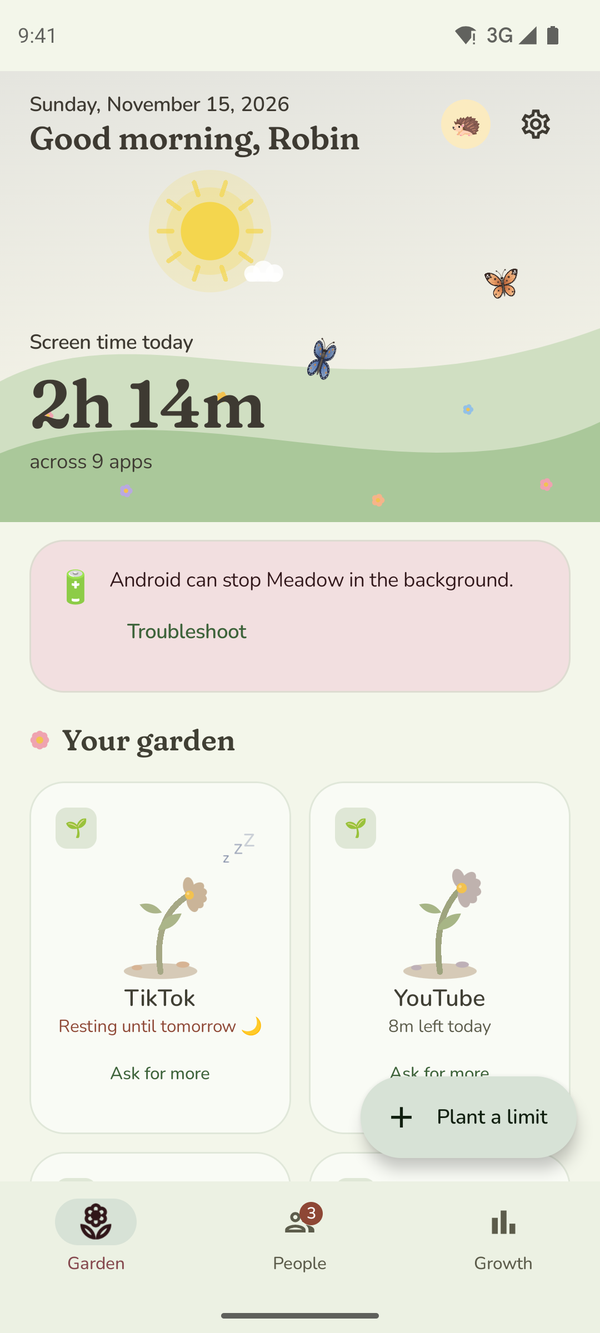 9:41
3G
Sunday, November 15, 2026
Good morning, Robin
Screen time today
2h 14m
across 9 apps
Android can stop Meadow in the background.
Troubleshoot
Your garden
z z Z
TikTok
Resting until tomorrow 🌙
Ask for more
YouTube
8m left today
Ask for more
+ Plant a limit
3
Garden
People
Growth